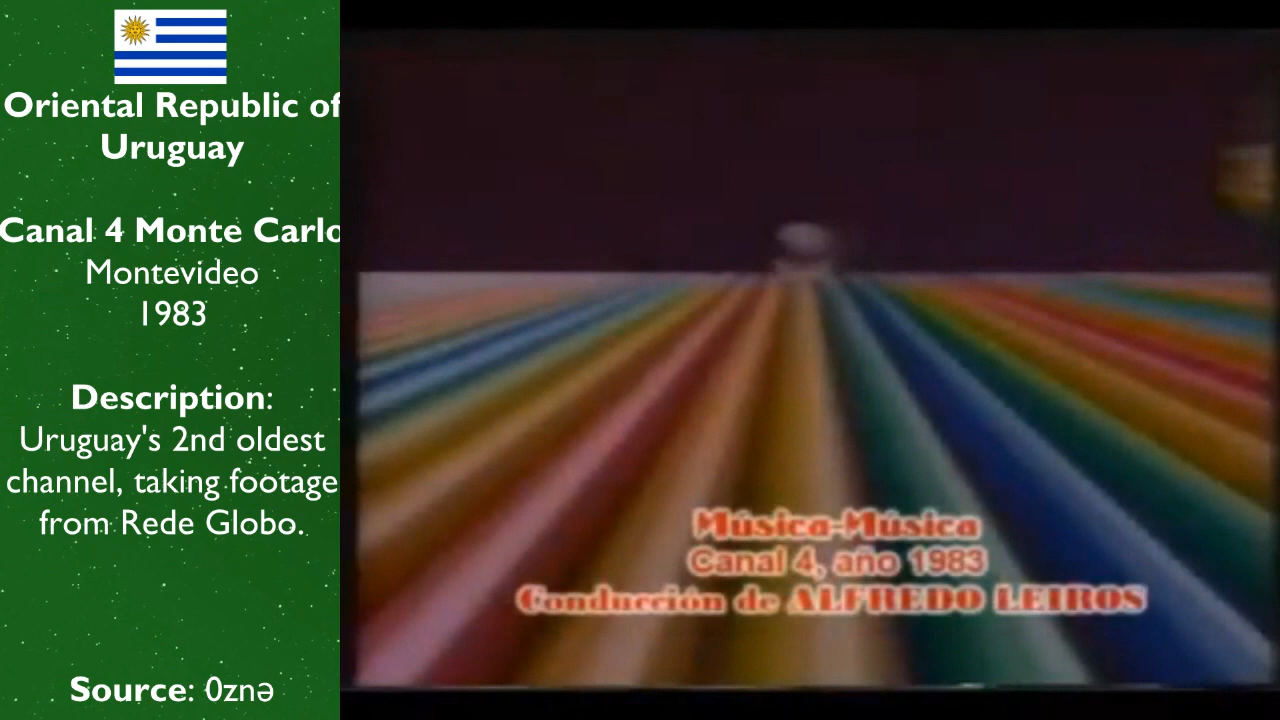 Oriental Republic of
Uruguay
Canal 4 Monte Carlo
Montevideo
1983
Description:
Uruguay's 2nd oldest
channel, taking footage
from Rede Globo.
Source: 0znə
Música-Música
Canal 4, año 1983
Conducción de ALFREDO LEIROS